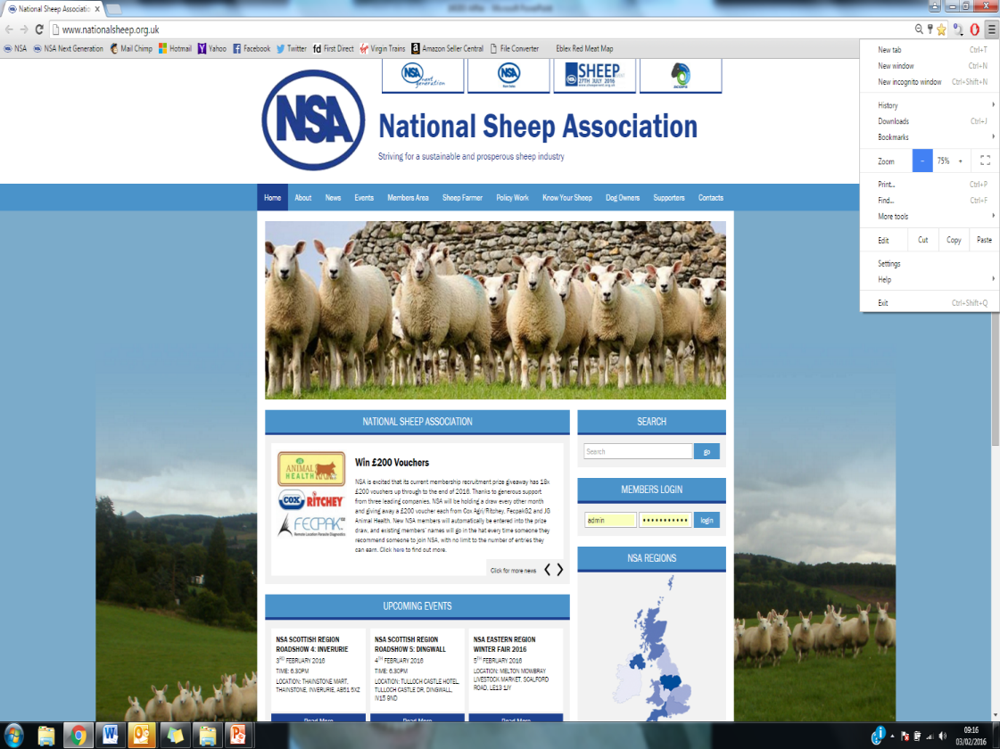 National Sheep Associatio
www.nationalsheep.org.uk
NSA
NSA Next Generation
Mail Chimp
Hotmail
Yahoo
Facebook
Twitter
fd First Direct
Virgin Trains
a Amazon Seller Central
File Converter
Eblex Red Meat Map
New tab Ctrl+T
New window Ctrl+N
New incognito window Ctrl+Shift+N
History
Downloads Ctrl+J
Bookmarks
Zoom - 75% +
Print... Ctrl+P
Find... Ctrl+F
More tools
Edit Cut Copy Paste
Settings
Help
Exit Ctrl+Shift+Q
NSA next generation
NSA
NSA SHEEP
27TH JULY 2016
NSA
National Sheep Association
Striving for a sustainable and prosperous sheep industry
Home About News Events Members Area Sheep Farmer Policy Work Know Your Sheep Dog Owners Supporters Contacts
NATIONAL SHEEP ASSOCIATION
ANIMAL
HEALTH
COX RITCHEY
FECPAK G2
Remote Location Parasite Diagnostics
Win £200 Vouchers
NSA is excited that its current membership recruitment prize giveaway has 18x
£200 vouchers up through to the end of 2016. Thanks to generous support
from three leading companies. NSA will be holding a draw every other month
and giving away a £200 voucher each from Cox Agri/Ritchey, FecpakG2 and JG
Animal Health. New NSA members will automatically be entered into the prize
draw, and existing members' names will go in the hat every time someone they
recommend someone to join NSA, with no limit to the number of entries they
can earn. Click here to find out more.
Click for more news
SEARCH
Search go
MEMBERS LOGIN
admin ••••••••••• login
NSA REGIONS
UPCOMING EVENTS
NSA SCOTTISH REGION
ROADSHOW 4: INVERURIE
3RD FEBRUARY 2016
TIME: 6.30PM
LOCATION: THAINSTONE MART,
THAINSTONE, INVERURIE, AB51 5XZ
Read More
NSA SCOTTISH REGION
ROADSHOW 5: DINGWALL
4TH FEBRUARY 2016
TIME: 6.30PM
LOCATION: TULLOCH CASTLE HOTEL,
TULLOCH CASTLE DR, DINGWALL,
IV15 9ND
Read More
NSA EASTERN REGION
WINTER FAIR 2016
5TH FEBRUARY 2016
LOCATION: MELTON MOWBRAY
LIVESTOCK MARKET, SCALFORD
ROAD, LE13 1JY
Read More
09:16
03/02/2016